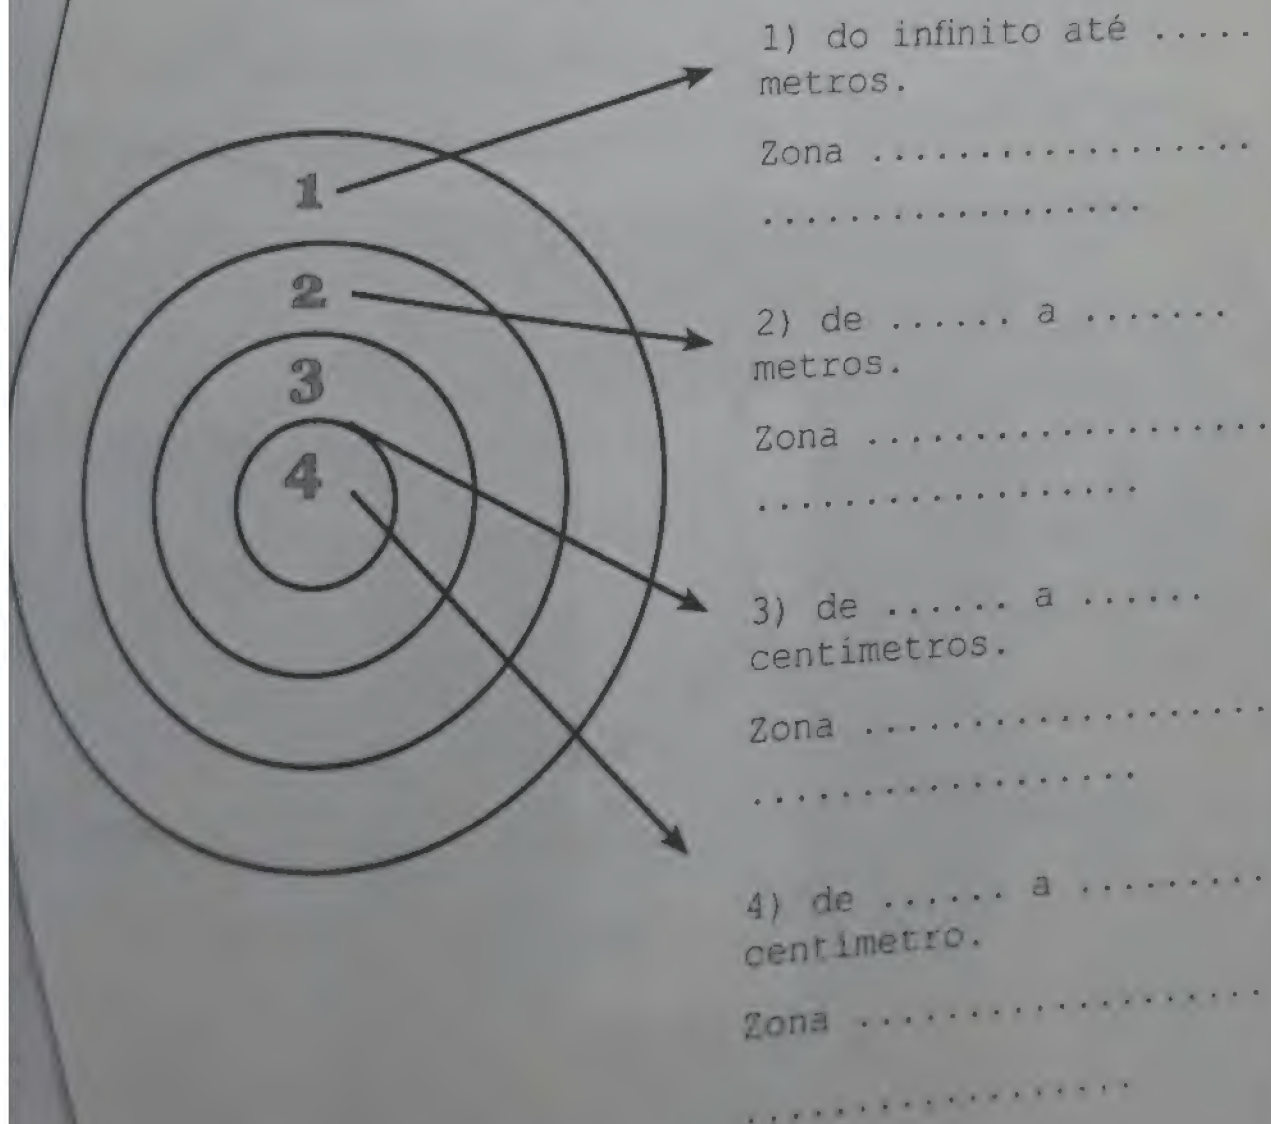 1) do infinito até .....
metros.
Zona ..................
..................
1
2
3
4
2) de ...... a .......
metros.
Zona ...................
..................
3) de ...... a ......
centímetros.
Zona ...................
..................
4) de ...... a .........
centímetro.
Zona ...................
..................